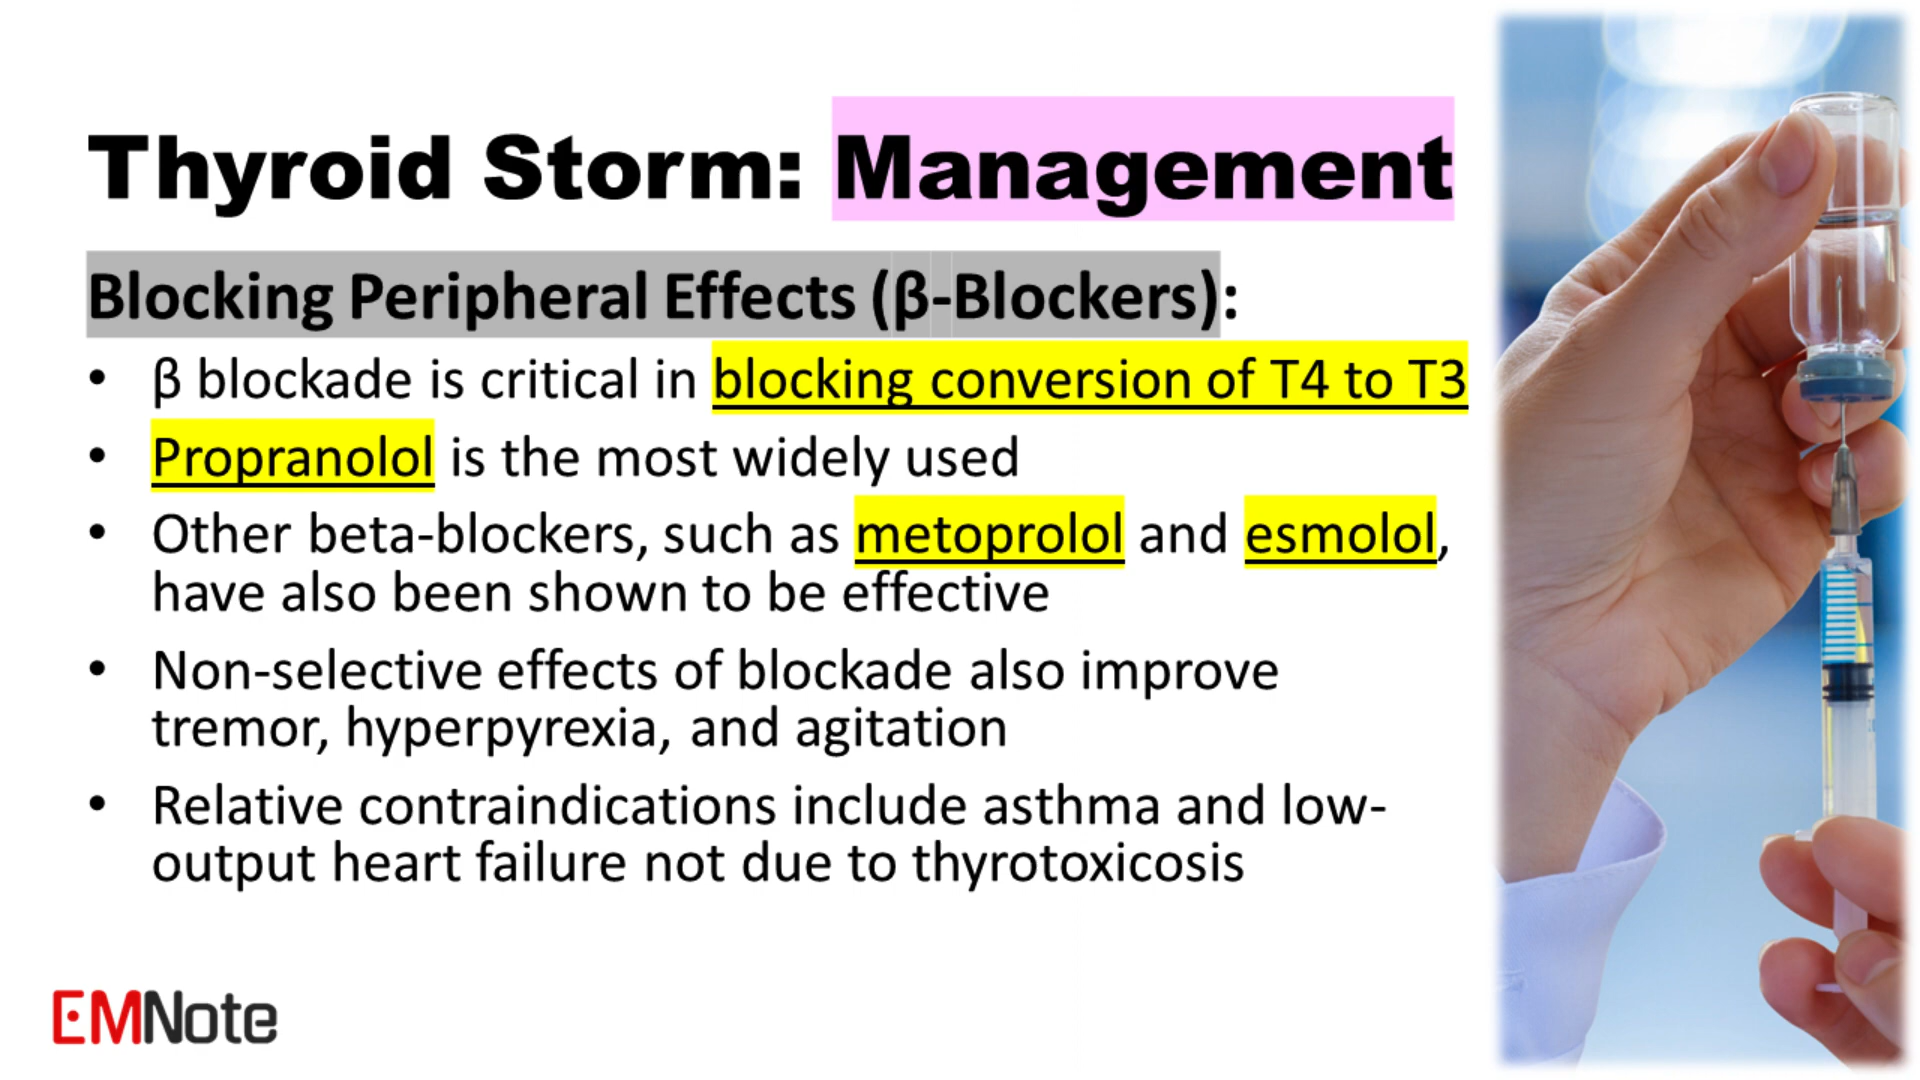 Thyroid Storm: Management
Blocking Peripheral Effects (β-Blockers):
• β blockade is critical in blocking conversion of T4 to T3
• Propranolol is the most widely used
• Other beta-blockers, such as metoprolol and esmolol,
have also been shown to be effective
• Non-selective effects of blockade also improve
tremor, hyperpyrexia, and agitation
• Relative contraindications include asthma and low-
output heart failure not due to thyrotoxicosis
EMNote